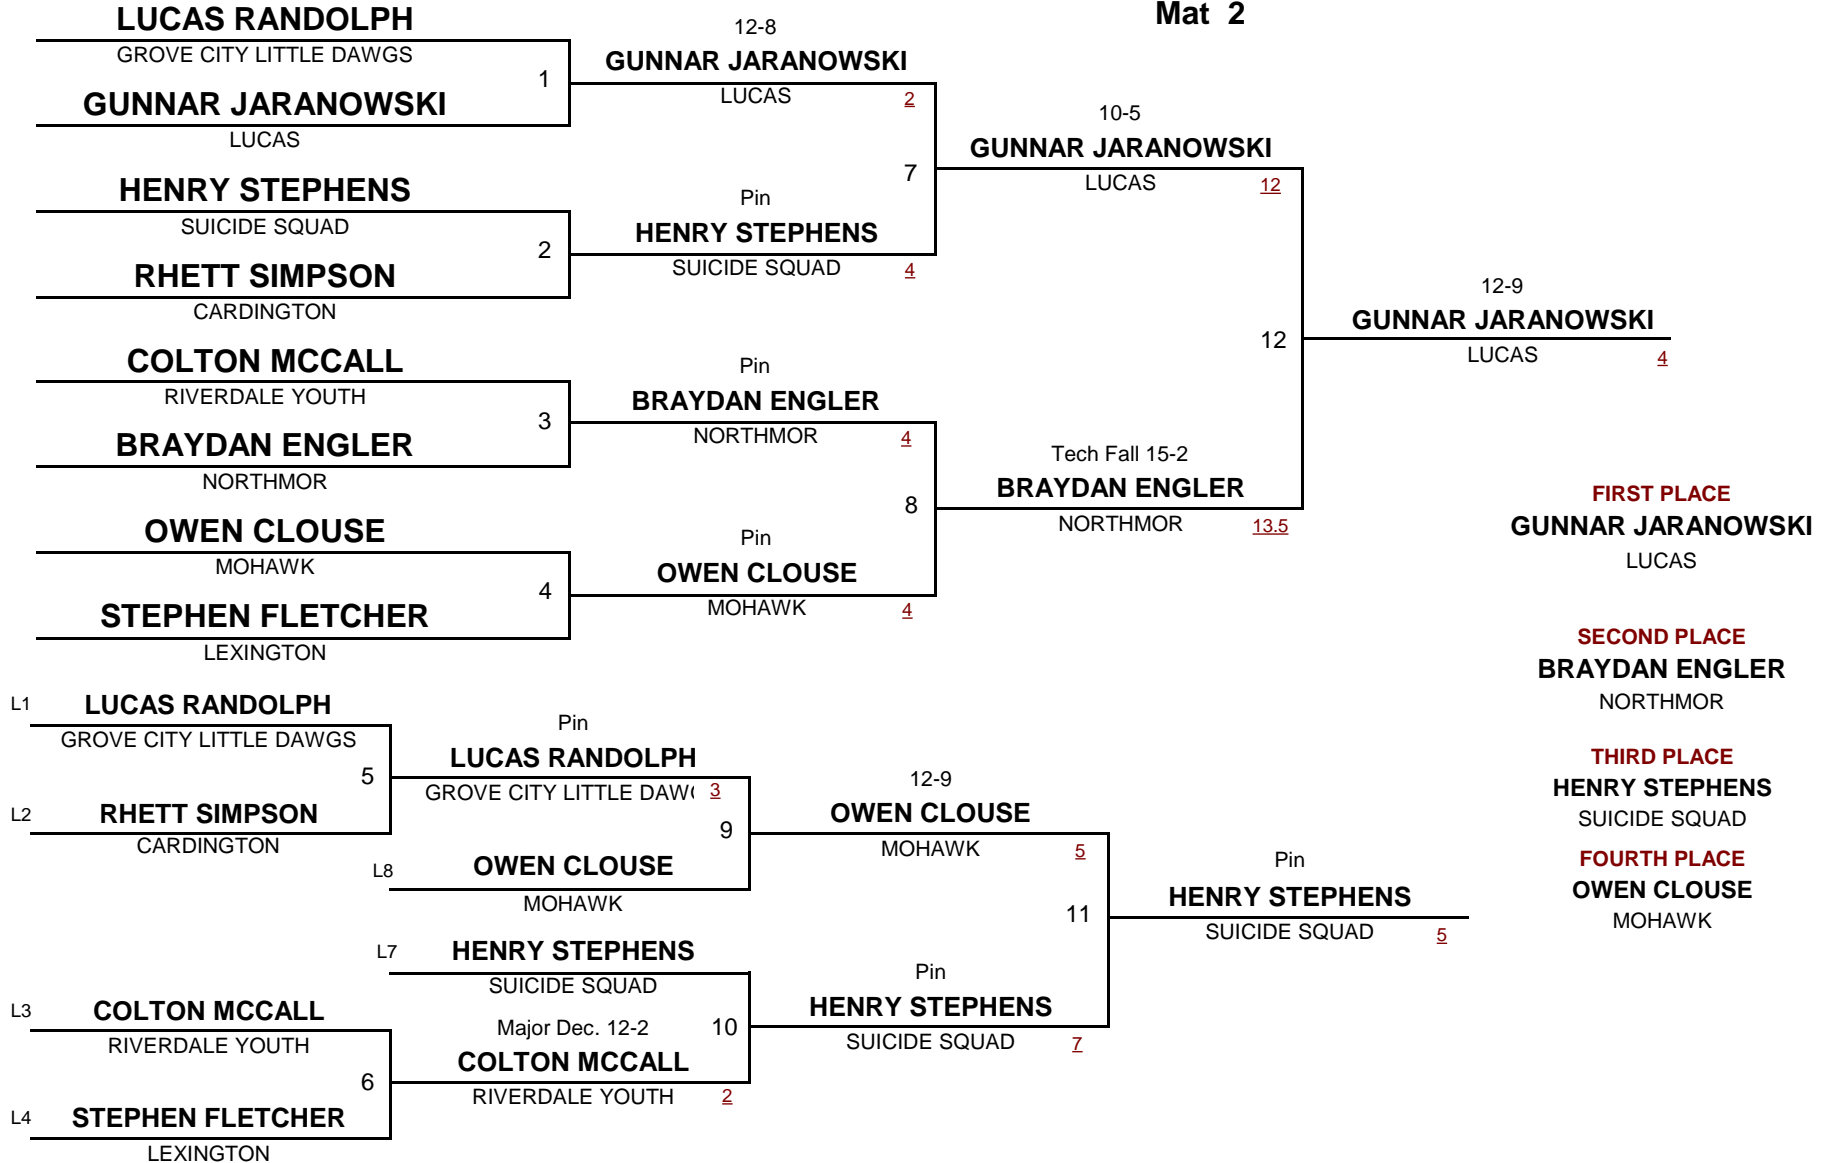 Mat 2
LUCAS RANDOLPH
GROVE CITY LITTLE DAWGS
1
GUNNAR JARANOWSKI
LUCAS
HENRY STEPHENS
SUICIDE SQUAD
2
RHETT SIMPSON
CARDINGTON
COLTON MCCALL
RIVERDALE YOUTH
3
BRAYDAN ENGLER
NORTHMOR
OWEN CLOUSE
MOHAWK
4
STEPHEN FLETCHER
LEXINGTON
12-8
GUNNAR JARANOWSKI
LUCAS 2
7
Pin
HENRY STEPHENS
SUICIDE SQUAD 4
Pin
BRAYDAN ENGLER
NORTHMOR 4
8
Pin
OWEN CLOUSE
MOHAWK 4
10-5
GUNNAR JARANOWSKI
LUCAS 12
12
Tech Fall 15-2
BRAYDAN ENGLER
NORTHMOR 13.5
12-9
GUNNAR JARANOWSKI
LUCAS 4
FIRST PLACE
GUNNAR JARANOWSKI
LUCAS
SECOND PLACE
BRAYDAN ENGLER
NORTHMOR
THIRD PLACE
HENRY STEPHENS
SUICIDE SQUAD
FOURTH PLACE
OWEN CLOUSE
MOHAWK
L1 LUCAS RANDOLPH
GROVE CITY LITTLE DAWGS
5
L2 RHETT SIMPSON
CARDINGTON
L3 COLTON MCCALL
RIVERDALE YOUTH
6
L4 STEPHEN FLETCHER
LEXINGTON
Pin
LUCAS RANDOLPH
GROVE CITY LITTLE DAW 3
9
L8 OWEN CLOUSE
MOHAWK
L7 HENRY STEPHENS
SUICIDE SQUAD
Major Dec. 12-2 10
COLTON MCCALL
RIVERDALE YOUTH 2
12-9
OWEN CLOUSE
MOHAWK 5
11
Pin
HENRY STEPHENS
SUICIDE SQUAD 7
Pin
HENRY STEPHENS
SUICIDE SQUAD 5